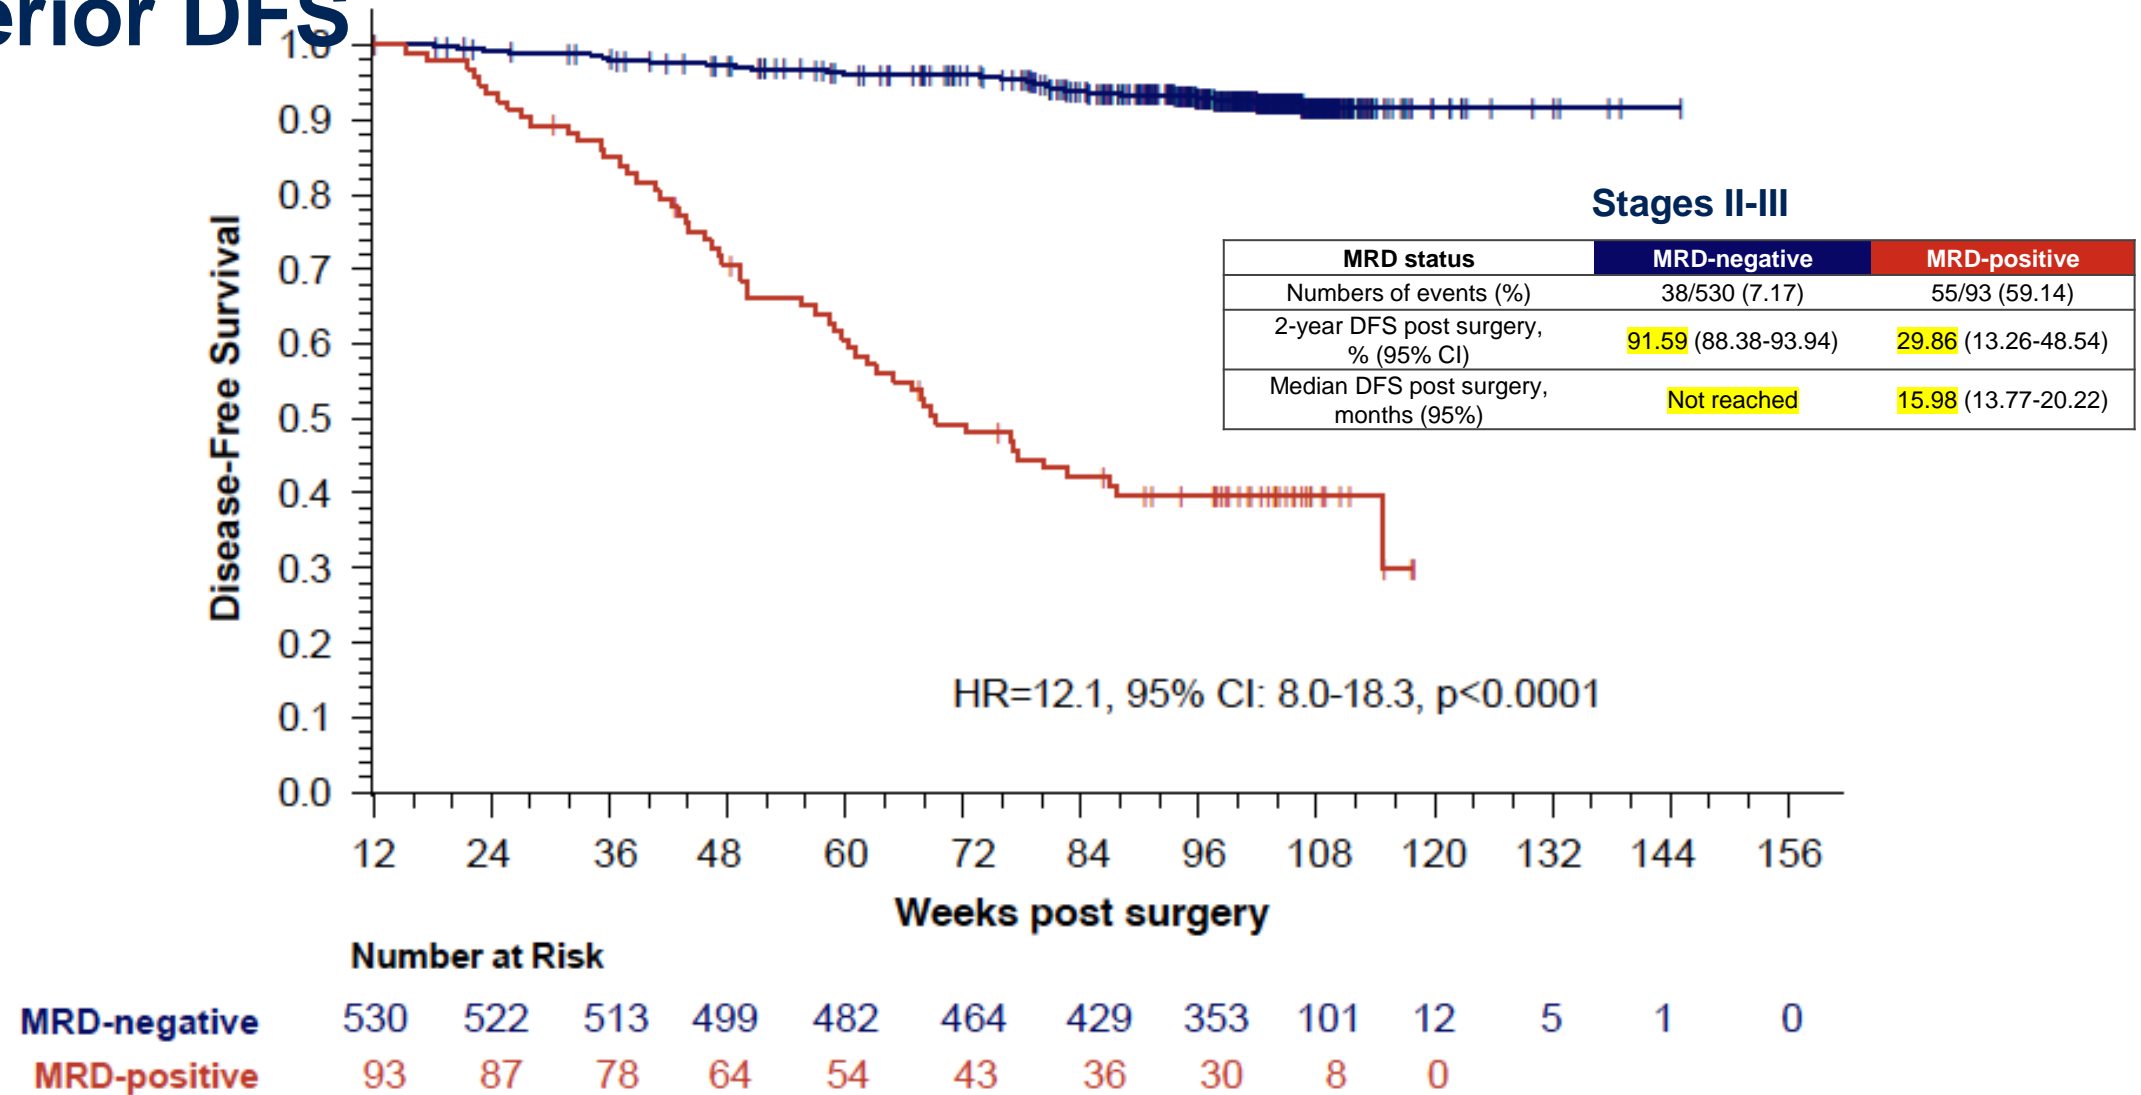 erior DFS
1.0
0.9
0.8
0.7
0.6
0.5
0.4
0.3
0.2
0.1
0.0
Disease-Free Survival
Stages II-III
MRD status MRD-negative MRD-positive
Numbers of events (%) 38/530 (7.17) 55/93 (59.14)
2-year DFS post surgery,
% (95% CI) 91.59 (88.38-93.94) 29.86 (13.26-48.54)
Median DFS post surgery,
months (95%) Not reached 15.98 (13.77-20.22)
HR=12.1, 95% CI: 8.0-18.3, p<0.0001
12 24 36 48 60 72 84 96 108 120 132 144 156
Weeks post surgery
Number at Risk
MRD-negative 530 522 513 499 482 464 429 353 101 12 5 1 0
MRD-positive 93 87 78 64 54 43 36 30 8 0